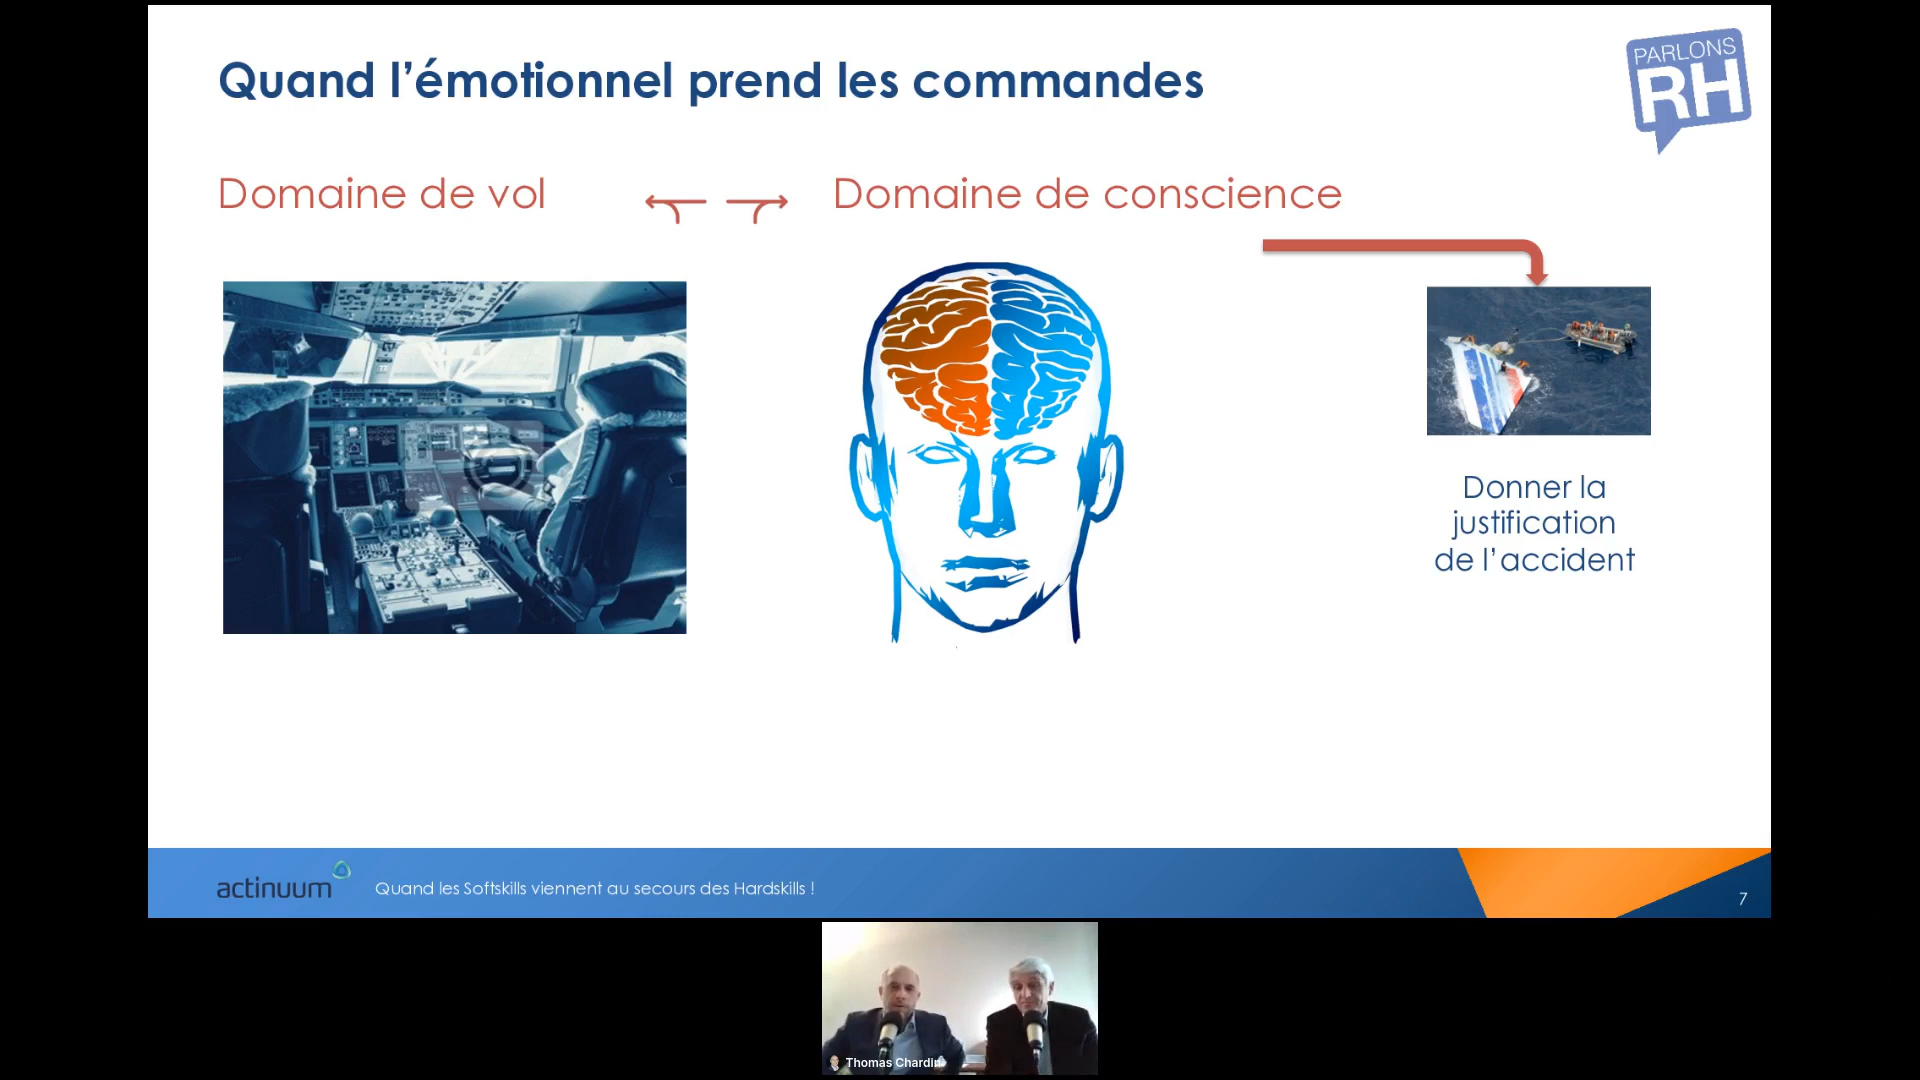 Quand l’émotionnel prend les commandes
PARLONS
RH
Domaine de vol
Domaine de conscience
Donner la
justification
de l’accident
actinuum
Quand les Softskills viennent au secours des Hardskills !
7
Thomas Chardin